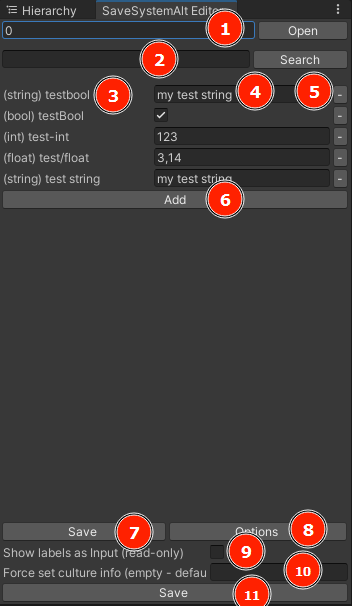 Hierarchy SaveSystemAlt Edito
0 1 Open
2 Search
(string) testbool 3 my test string 4 5 -
(bool) testBool -
(int) test-int 123 -
(float) test/float 3,14 -
(string) test string my test string -
Add 6
Save 7 Options 8
Show labels as Input (read-only) 9
Force set culture info (empty - defau 10
Save 11